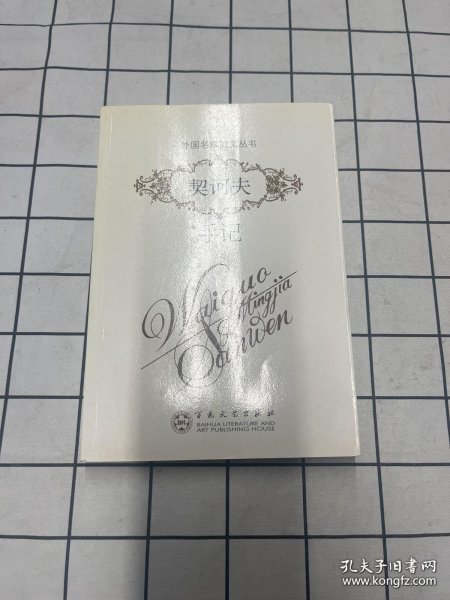 外国名家散文丛书
契诃夫
手记
Waiguo
Mingjia
Sanwen
百花文艺出版社
BAIHUA LITERATURE AND
ART PUBLISHING HOUSE
孔夫子旧书网
www.kongfz.com